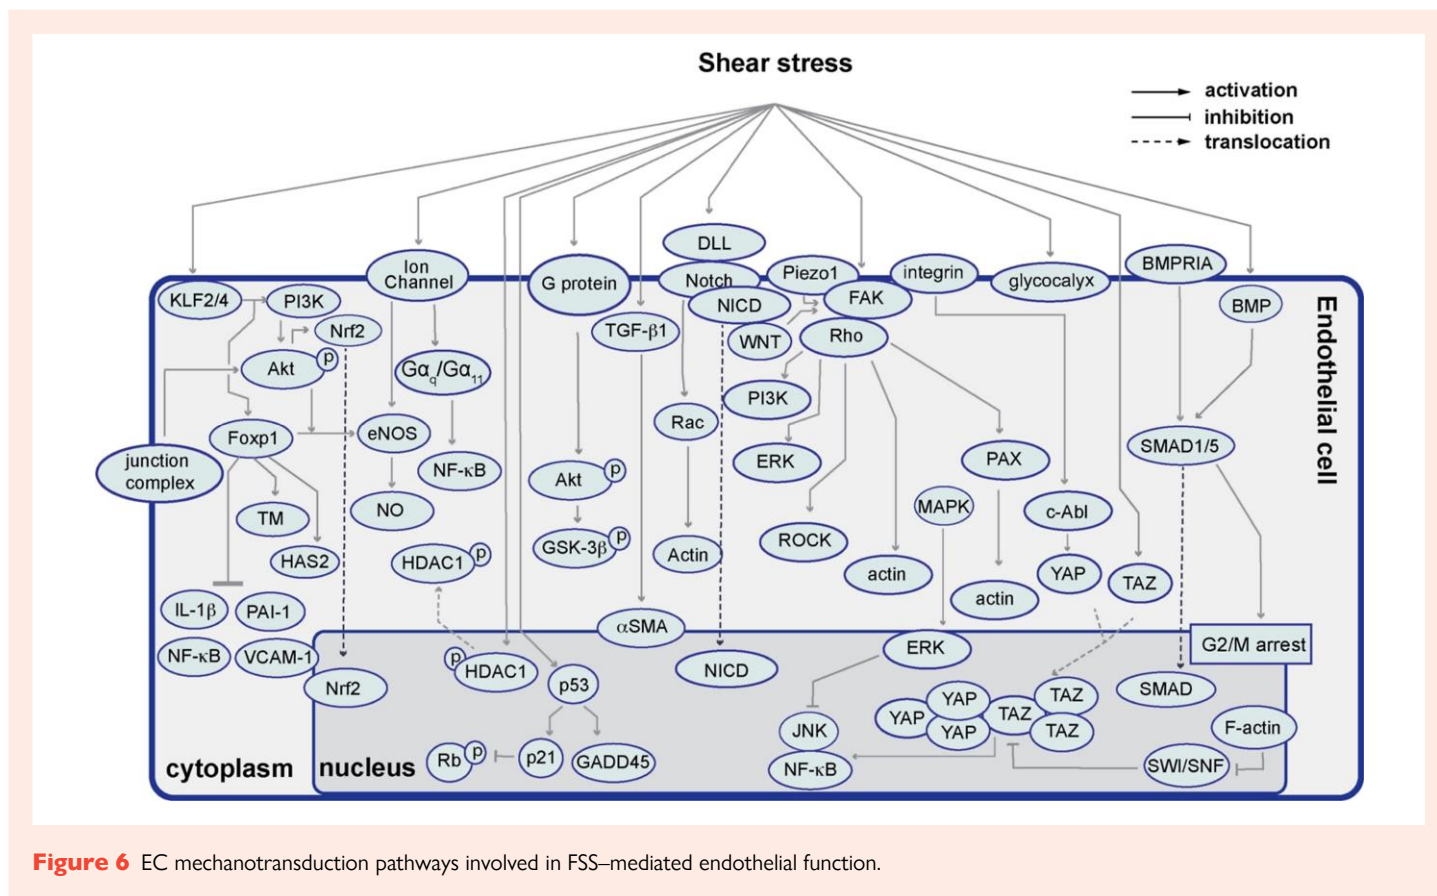 Shear stress
activation
inhibition
translocation
DLL
Ion
Channel
G protein
Notch
NICD
Piezo1
FAK
integrin
glycocalyx
BMPRIA
BMP
KLF2/4
PI3K
Nrf2
Akt
p
TGF-β1
WNT
Rho
Gαq/Gα11
PI3K
Rac
Foxp1
eNOS
SMAD1/5
junction
complex
NF-κB
Akt
p
ERK
PAX
Endothelial cell
TM
NO
MAPK
c-Abl
HAS2
HDAC1
p
GSK-3β
p
Actin
ROCK
actin
YAP
TAZ
actin
IL-1β
PAI-1
αSMA
NF-κB
VCAM-1
p
HDAC1
NICD
ERK
G2/M arrest
Nrf2
p53
SMAD
YAP
YAP
YAP
TAZ
TAZ
TAZ
JNK
F-actin
Rb
p
p21
GADD45
NF-κB
SWI/SNF
cytoplasm
nucleus
Figure 6 EC mechanotransduction pathways involved in FSS–mediated endothelial function.